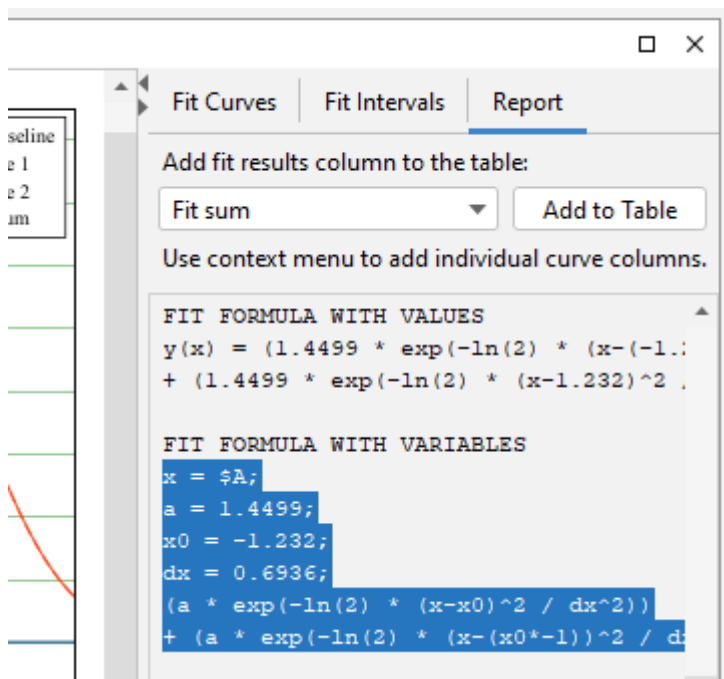 Fit Curves Fit Intervals Report
seline
e 1
e 2
um
Add fit results column to the table:
Fit sum Add to Table
Use context menu to add individual curve columns.
FIT FORMULA WITH VALUES
y(x) = (1.4499 * exp(-ln(2) * (x-(-1.
+ (1.4499 * exp(-ln(2) * (x-1.232)^2 /
FIT FORMULA WITH VARIABLES
x = $A;
a = 1.4499;
x0 = -1.232;
dx = 0.6936;
(a * exp(-ln(2) * (x-x0)^2 / dx^2))
+ (a * exp(-ln(2) * (x-(x0*-1))^2 / d